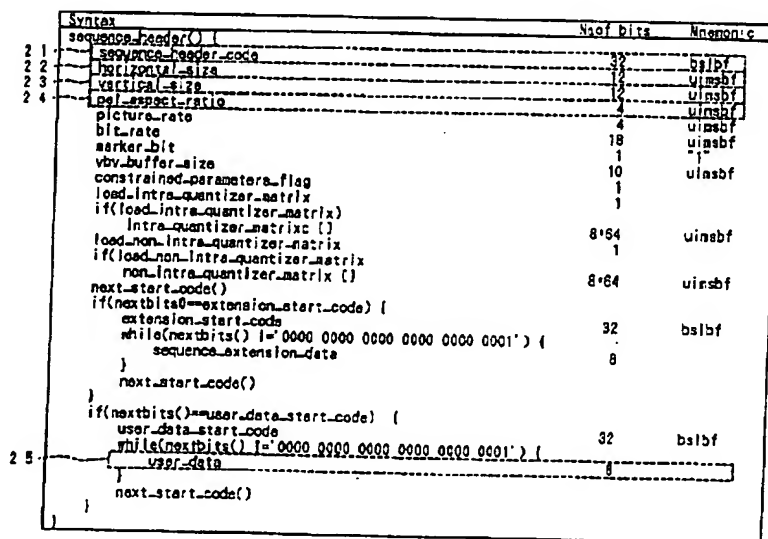 Syntax N:of bits Mnemonic
sequence_header() {
21 sequence_header_code 32 bslbf
22 horizontal_size 12 uimsbf
23 vertical_size 12 uimsbf
24 pel_aspect_ratio 4 uimsbf
picture_rate 4 uimsbf
bit_rate 18 uimsbf
marker_bit 1 "1"
vbv_buffer_size 10 uimsbf
constrained_parameters_flag 1
load_intra_quantizer_matrix 1
if(load_intra_quantizer_matrix)
intra_quantizer_matrixc [] 8*64 uimsbf
load_non_intra_quantizer_matrix 1
if(load_non_intra_quantizer_matrix
non_intra_quantizer_matrix [] 8*64 uimsbf
next_start_code()
if(nextbits0==extension_start_code) {
extension_start_code 32 bslbf
while(nextbits() !='0000 0000 0000 0000 0000 0001') {
sequence_extension_data 8
}
next_start_code()
}
if(nextbits()==user_data_start_code) {
user_data_start_code 32 bslbf
while(nextbits() !='0000 0000 0000 0000 0000 0001') {
25 user_data 8
}
next_start_code()
}
}